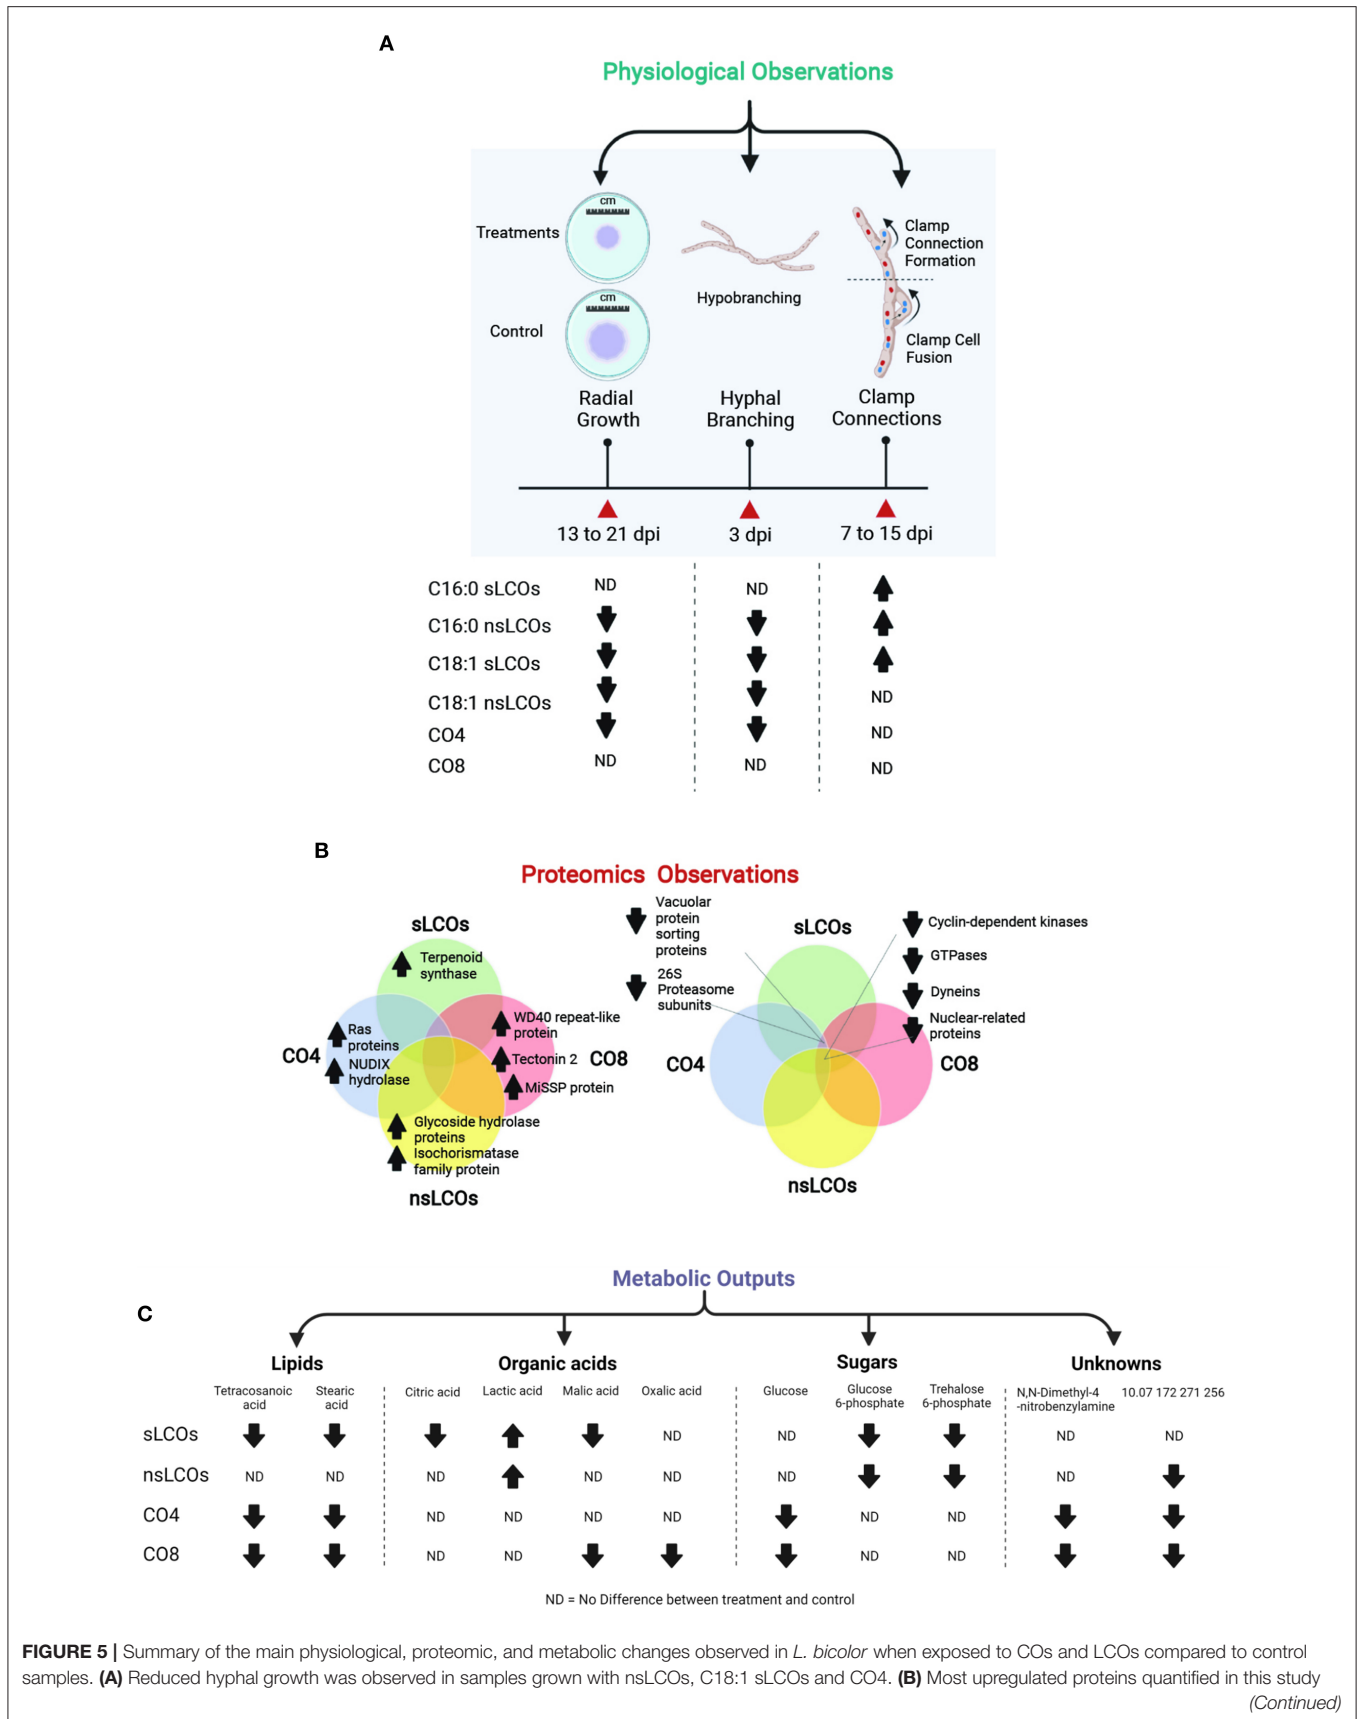 A
Physiological Observations
cm
Treatments
cm
Control
Hypobranching
Clamp
Connection
Formation
Clamp Cell
Fusion
Radial
Growth
Hyphal
Branching
Clamp
Connections
13 to 21 dpi
3 dpi
7 to 15 dpi
C16:0 sLCOs ND ND
C16:0 nsLCOs
C18:1 sLCOs
C18:1 nsLCOs ND
CO4 ND
CO8 ND ND ND
B
Proteomics Observations
sLCOs
Terpenoid
synthase
CO4
Ras
proteins
NUDIX
hydrolase
WD40 repeat-like
protein
Tectonin 2
MiSSP protein
CO8
Glycoside hydrolase
proteins
Isochorismatase
family protein
nsLCOs
Vacuolar
protein
sorting
proteins
26S
Proteasome
subunits
sLCOs
Cyclin-dependent kinases
GTPases
Dyneins
Nuclear-related
proteins
CO4
CO8
nsLCOs
C
Metabolic Outputs
Lipids Organic acids Sugars Unknowns
Tetracosanoic
acid
Stearic
acid
Citric acid
Lactic acid
Malic acid
Oxalic acid
Glucose
Glucose
6-phosphate
Trehalose
6-phosphate
N,N-Dimethyl-4
-nitrobenzylamine
10.07 172 271 256
sLCOs ND ND ND ND
nsLCOs ND ND ND ND ND ND ND
CO4 ND ND ND ND ND ND
CO8 ND ND ND ND
ND = No Difference between treatment and control
FIGURE 5 | Summary of the main physiological, proteomic, and metabolic changes observed in L. bicolor when exposed to COs and LCOs compared to control
samples. (A) Reduced hyphal growth was observed in samples grown with nsLCOs, C18:1 sLCOs and CO4. (B) Most upregulated proteins quantified in this study
(Continued)